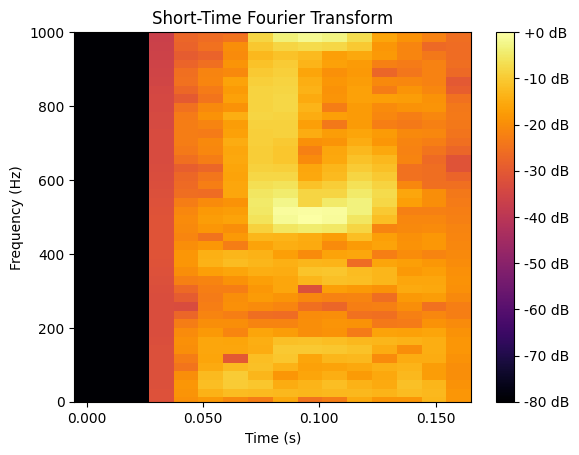 Short-Time Fourier Transform
1000
800
600
400
200
0
Frequency (Hz)
0.000
0.050
0.100
0.150
Time (s)
+0 dB
-10 dB
-20 dB
-30 dB
-40 dB
-50 dB
-60 dB
-70 dB
-80 dB